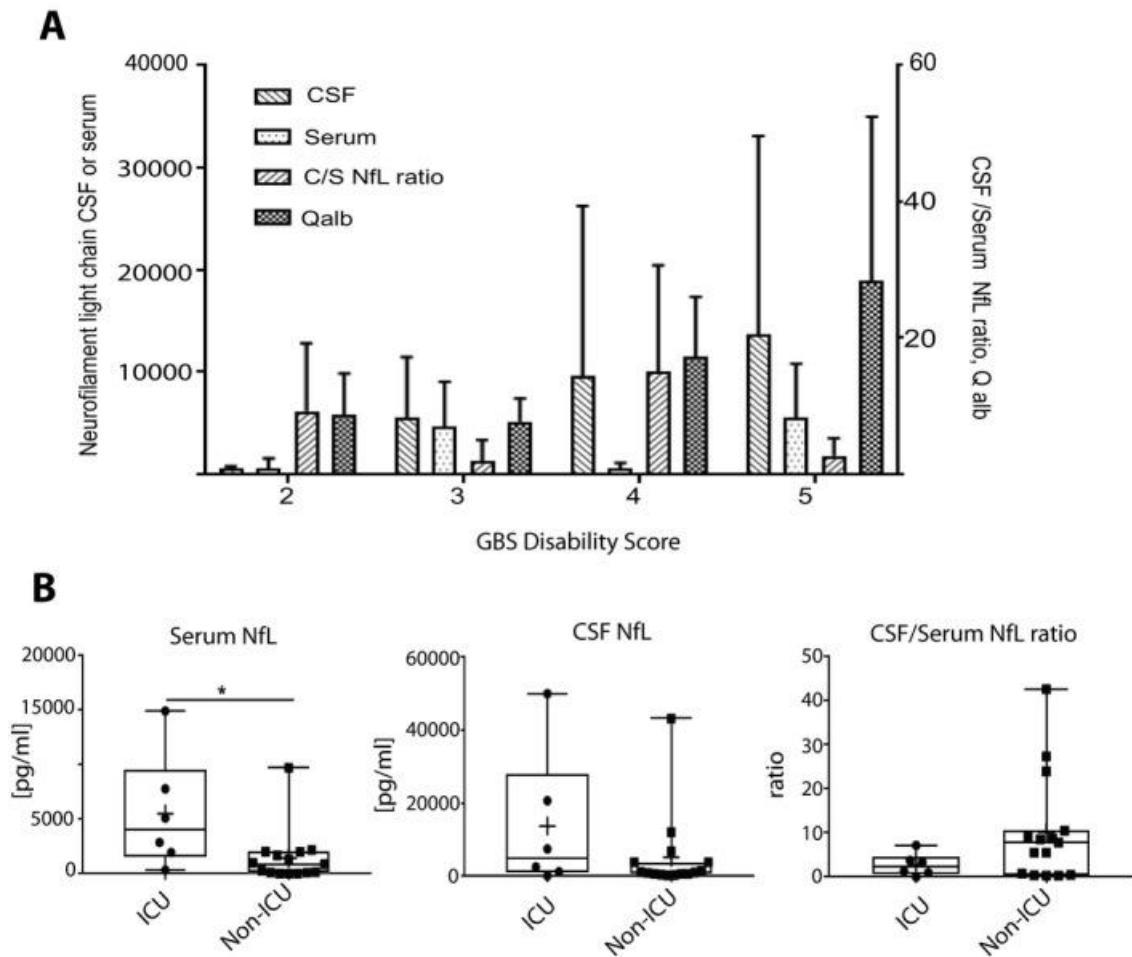 A
Neurofilament light chain CSF or serum
40000
30000
20000
10000
CSF
Serum
C/S NfL ratio
Qalb
60
40
20
CSF /Serum NfL ratio, Q alb
2 3 4 5
GBS Disability Score
B
Serum NfL
[pg/ml]
20000
15000
5000
0
*
ICU
Non-ICU
CSF NfL
[pg/ml]
60000
40000
20000
0
ICU
Non-ICU
CSF/Serum NfL ratio
ratio
50
40
30
20
10
0
ICU
Non-ICU